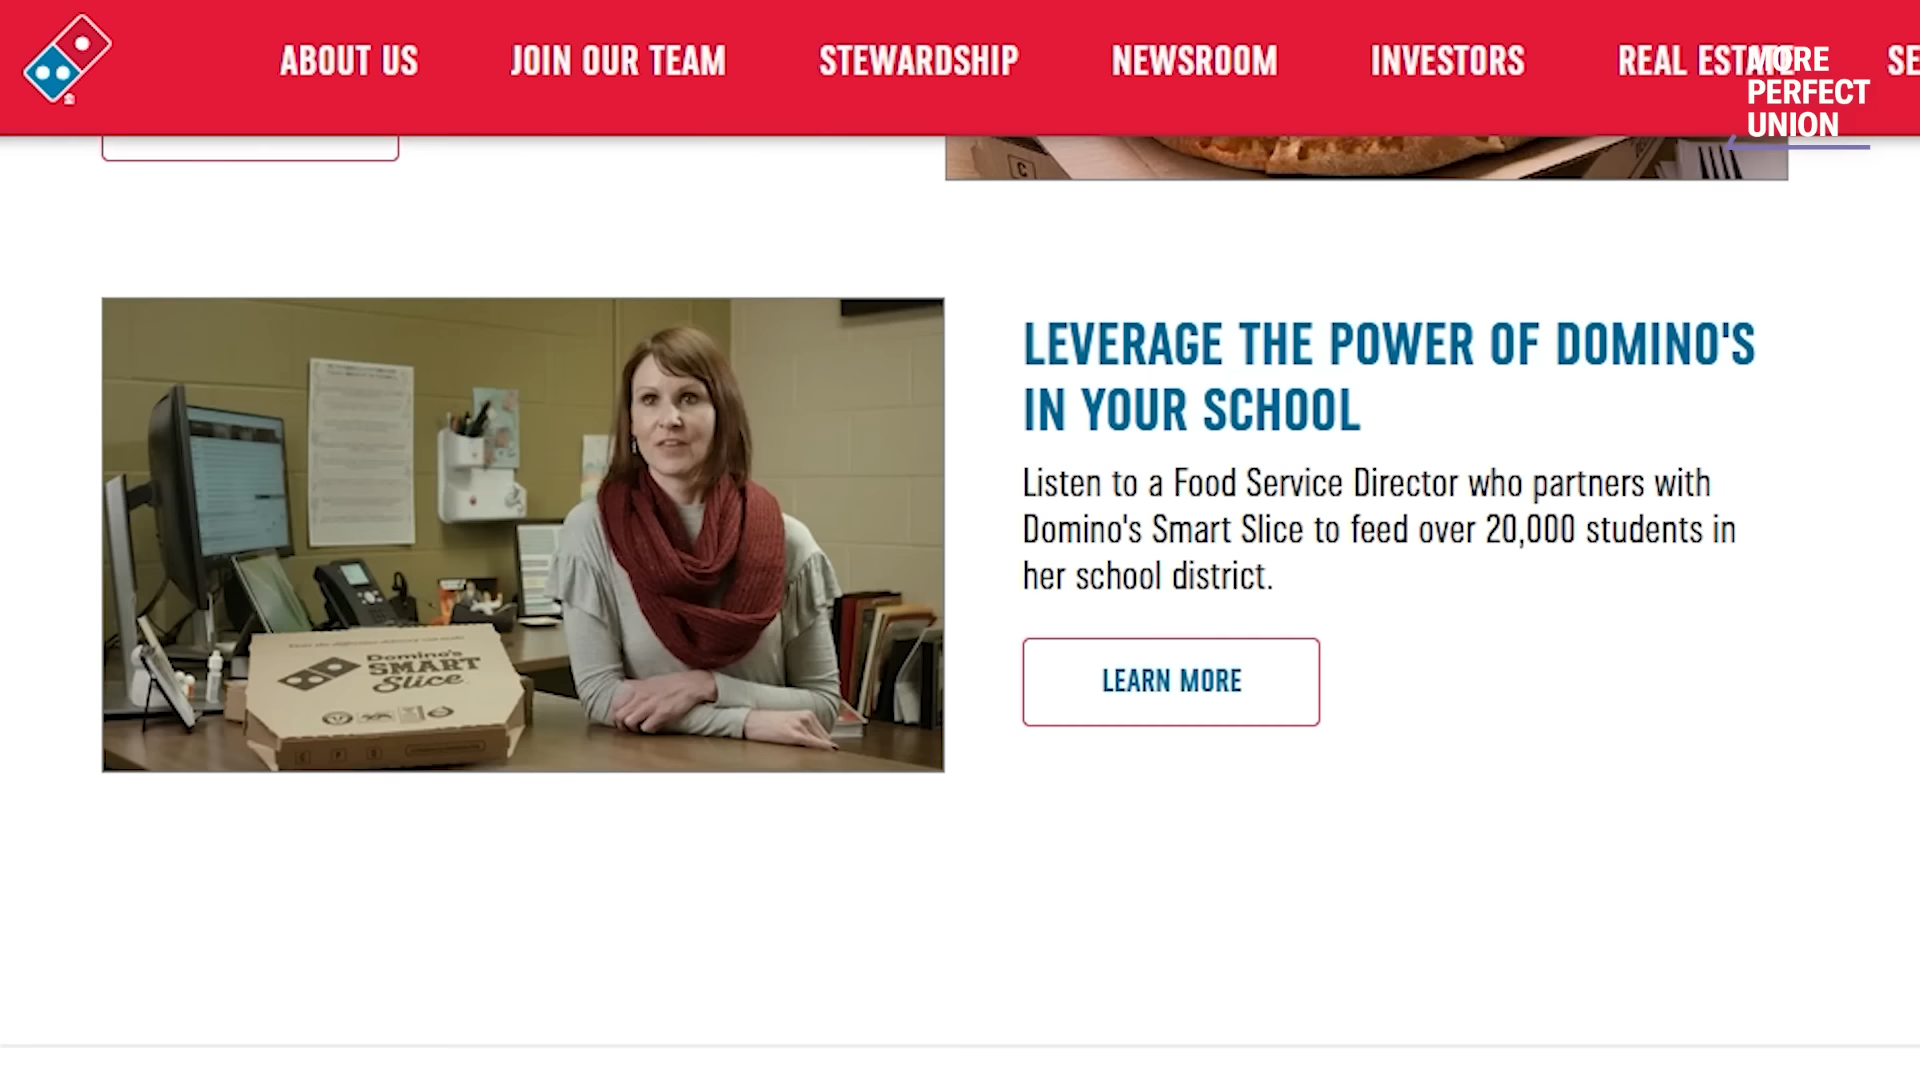 ABOUT US
JOIN OUR TEAM
STEWARDSHIP
NEWSROOM
INVESTORS
REAL ESTATE
SE
MORE
PERFECT
UNION
C
LEVERAGE THE POWER OF DOMINO'S
IN YOUR SCHOOL
Listen to a Food Service Director who partners with
Domino's Smart Slice to feed over 20,000 students in
her school district.
LEARN MORE
Domino's
SMART
Slice